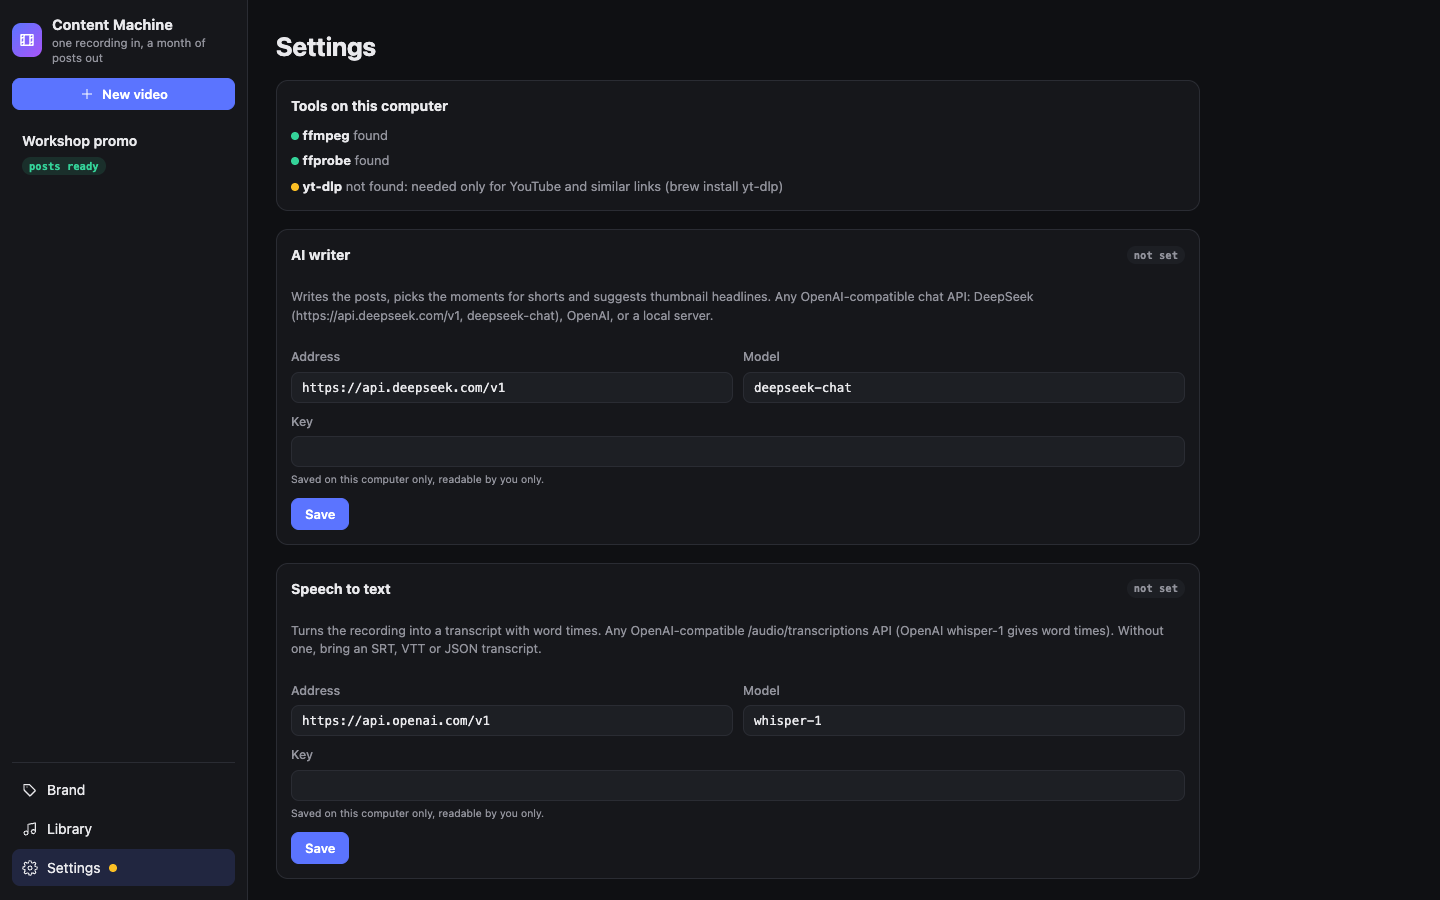 Content Machine
one recording in, a month of
posts out
New video
Workshop promo
posts ready
Brand
Library
Settings
Settings
Tools on this computer
ffmpeg found
ffprobe found
yt-dlp not found: needed only for YouTube and similar links (brew install yt-dlp)
AI writer
not set
Writes the posts, picks the moments for shorts and suggests thumbnail headlines. Any OpenAI-compatible chat API: DeepSeek
(https://api.deepseek.com/v1, deepseek-chat), OpenAI, or a local server.
Address
Model
https://api.deepseek.com/v1
deepseek-chat
Key
Saved on this computer only, readable by you only.
Save
Speech to text
not set
Turns the recording into a transcript with word times. Any OpenAI-compatible /audio/transcriptions API (OpenAI whisper-1 gives word times). Without
one, bring an SRT, VTT or JSON transcript.
Address
Model
https://api.openai.com/v1
whisper-1
Key
Saved on this computer only, readable by you only.
Save